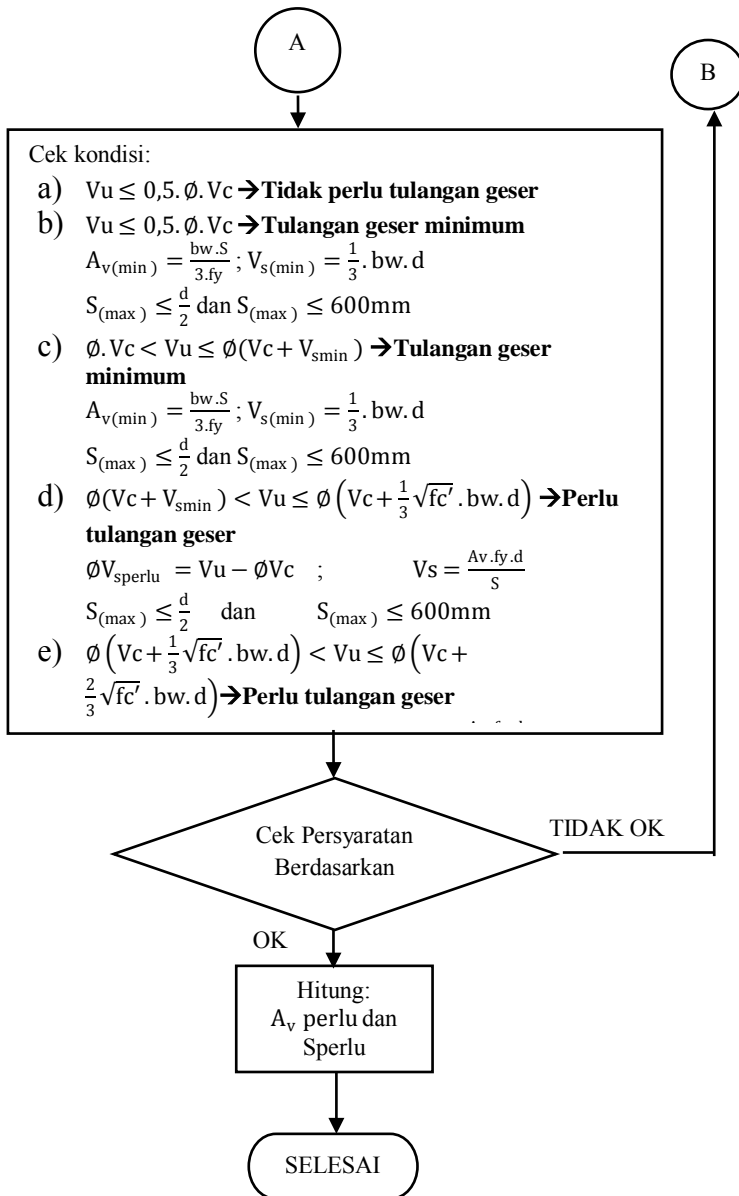 A
B
Cek kondisi:
a) Vu ≤ 0,5. Ø. Vc → Tidak perlu tulangan geser
b) Vu ≤ 0,5. Ø. Vc → Tulangan geser minimum
A_v(min) = bw.S/3.fy ; V_s(min) = 1/3 . bw. d
S_(max) ≤ d/2 dan S_(max) ≤ 600mm
c) Ø. Vc < Vu ≤ Ø(Vc + V_smin) → Tulangan geser
minimum
A_v(min) = bw.S/3.fy ; V_s(min) = 1/3 . bw. d
S_(max) ≤ d/2 dan S_(max) ≤ 600mm
d) Ø(Vc + V_smin) < Vu ≤ Ø (Vc + 1/3 √fc′ . bw. d) → Perlu
tulangan geser
ØV_sperlu = Vu − ØVc ; Vs = Av.fy.d/S
S_(max) ≤ d/2 dan S_(max) ≤ 600mm
e) Ø (Vc + 1/3 √fc′ . bw. d) < Vu ≤ Ø (Vc +
2/3 √fc′ . bw. d) → Perlu tulangan geser
Cek Persyaratan
Berdasarkan
TIDAK OK
OK
Hitung:
A_v perlu dan
Sperlu
SELESAI